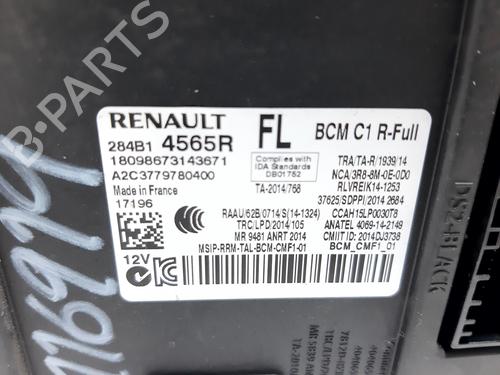 RENAULT
284B1 4565R
18098673143671
A2C3779780400
Made in China
17196
12V
FL
Complies with
IDA Standards
DB01752
TA-2014/768
RAAU/62B/0714/S(14-1324)
TRC/LPD/2014/105
MR 9481 ANRT 2014
MSIP-RRM-TAL-BCM-CMF1-01
BCM C1 R-Full
TRA/TA-R/1939/14
NCA/3R8-8M-0E-0D0
RLVREIK14-1253
37625/SDPPI/2014 2684
CCAH15LP0030T8
ANATEL 4069-14-2149
CMIIT ID: 2014DJ3738
BCM_CMF1_01
DS2-BLACK